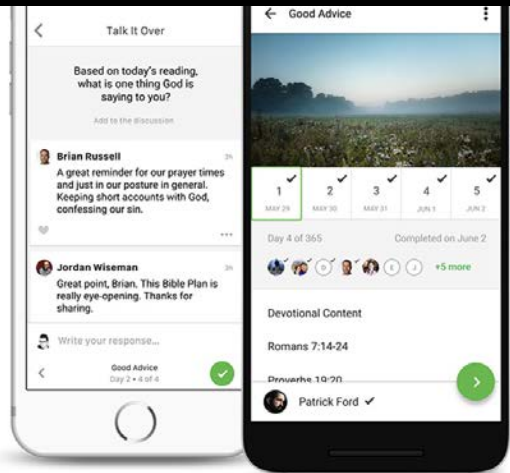 Talk It Over
Based on today's reading,
what is one thing God is
saying to you?
Add to the discussion
Brian Russell
2h
A great reminder for our prayer times
and just in our posture in general.
Keeping short accounts with God,
confessing our sin.
Jordan Wiseman
Great point, Brian. This Bible Plan is
really eye-opening. Thanks for
sharing.
Write your response...
Good Advice
Day 2 • 4 of 4
Good Advice
1 2 3 4 5
MAY 29 MAY 30 MAY 31 JUN 1 JUN 2
Day 4 of 365 Completed on June 2
D E J +5 more
Devotional Content
Romans 7:14-24
Proverbs 19:20
Patrick Ford